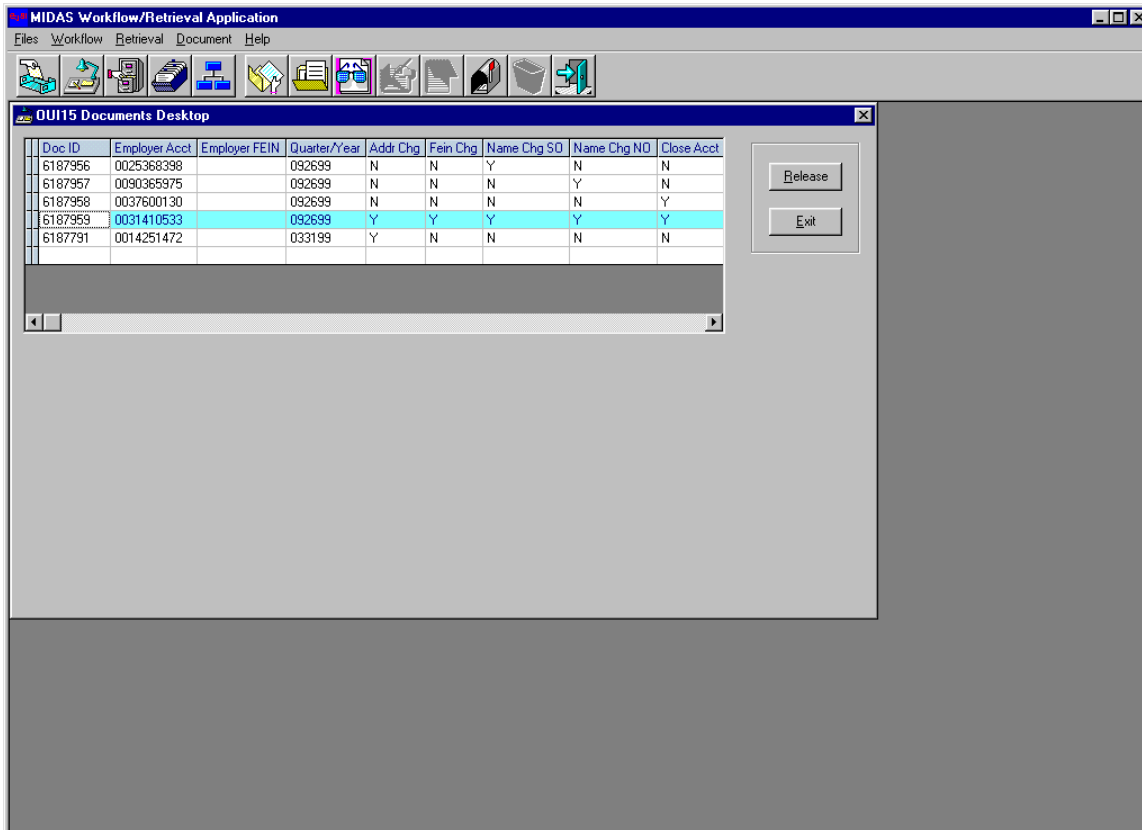 MIDAS Workflow/Retrieval Application
Files Workflow Retrieval Document Help
OUI15 Documents Desktop
Doc ID Employer Acct Employer FEIN Quarter/Year Addr Chg Fein Chg Name Chg SO Name Chg NO Close Acct
6187956 0025368398 092699 N N Y N N
6187957 0090365975 092699 N N N Y N
6187958 0037600130 092699 N N N N Y
6187959 0031410533 092699 Y Y Y Y Y
6187791 0014251472 033199 Y N N N N
Release
Exit